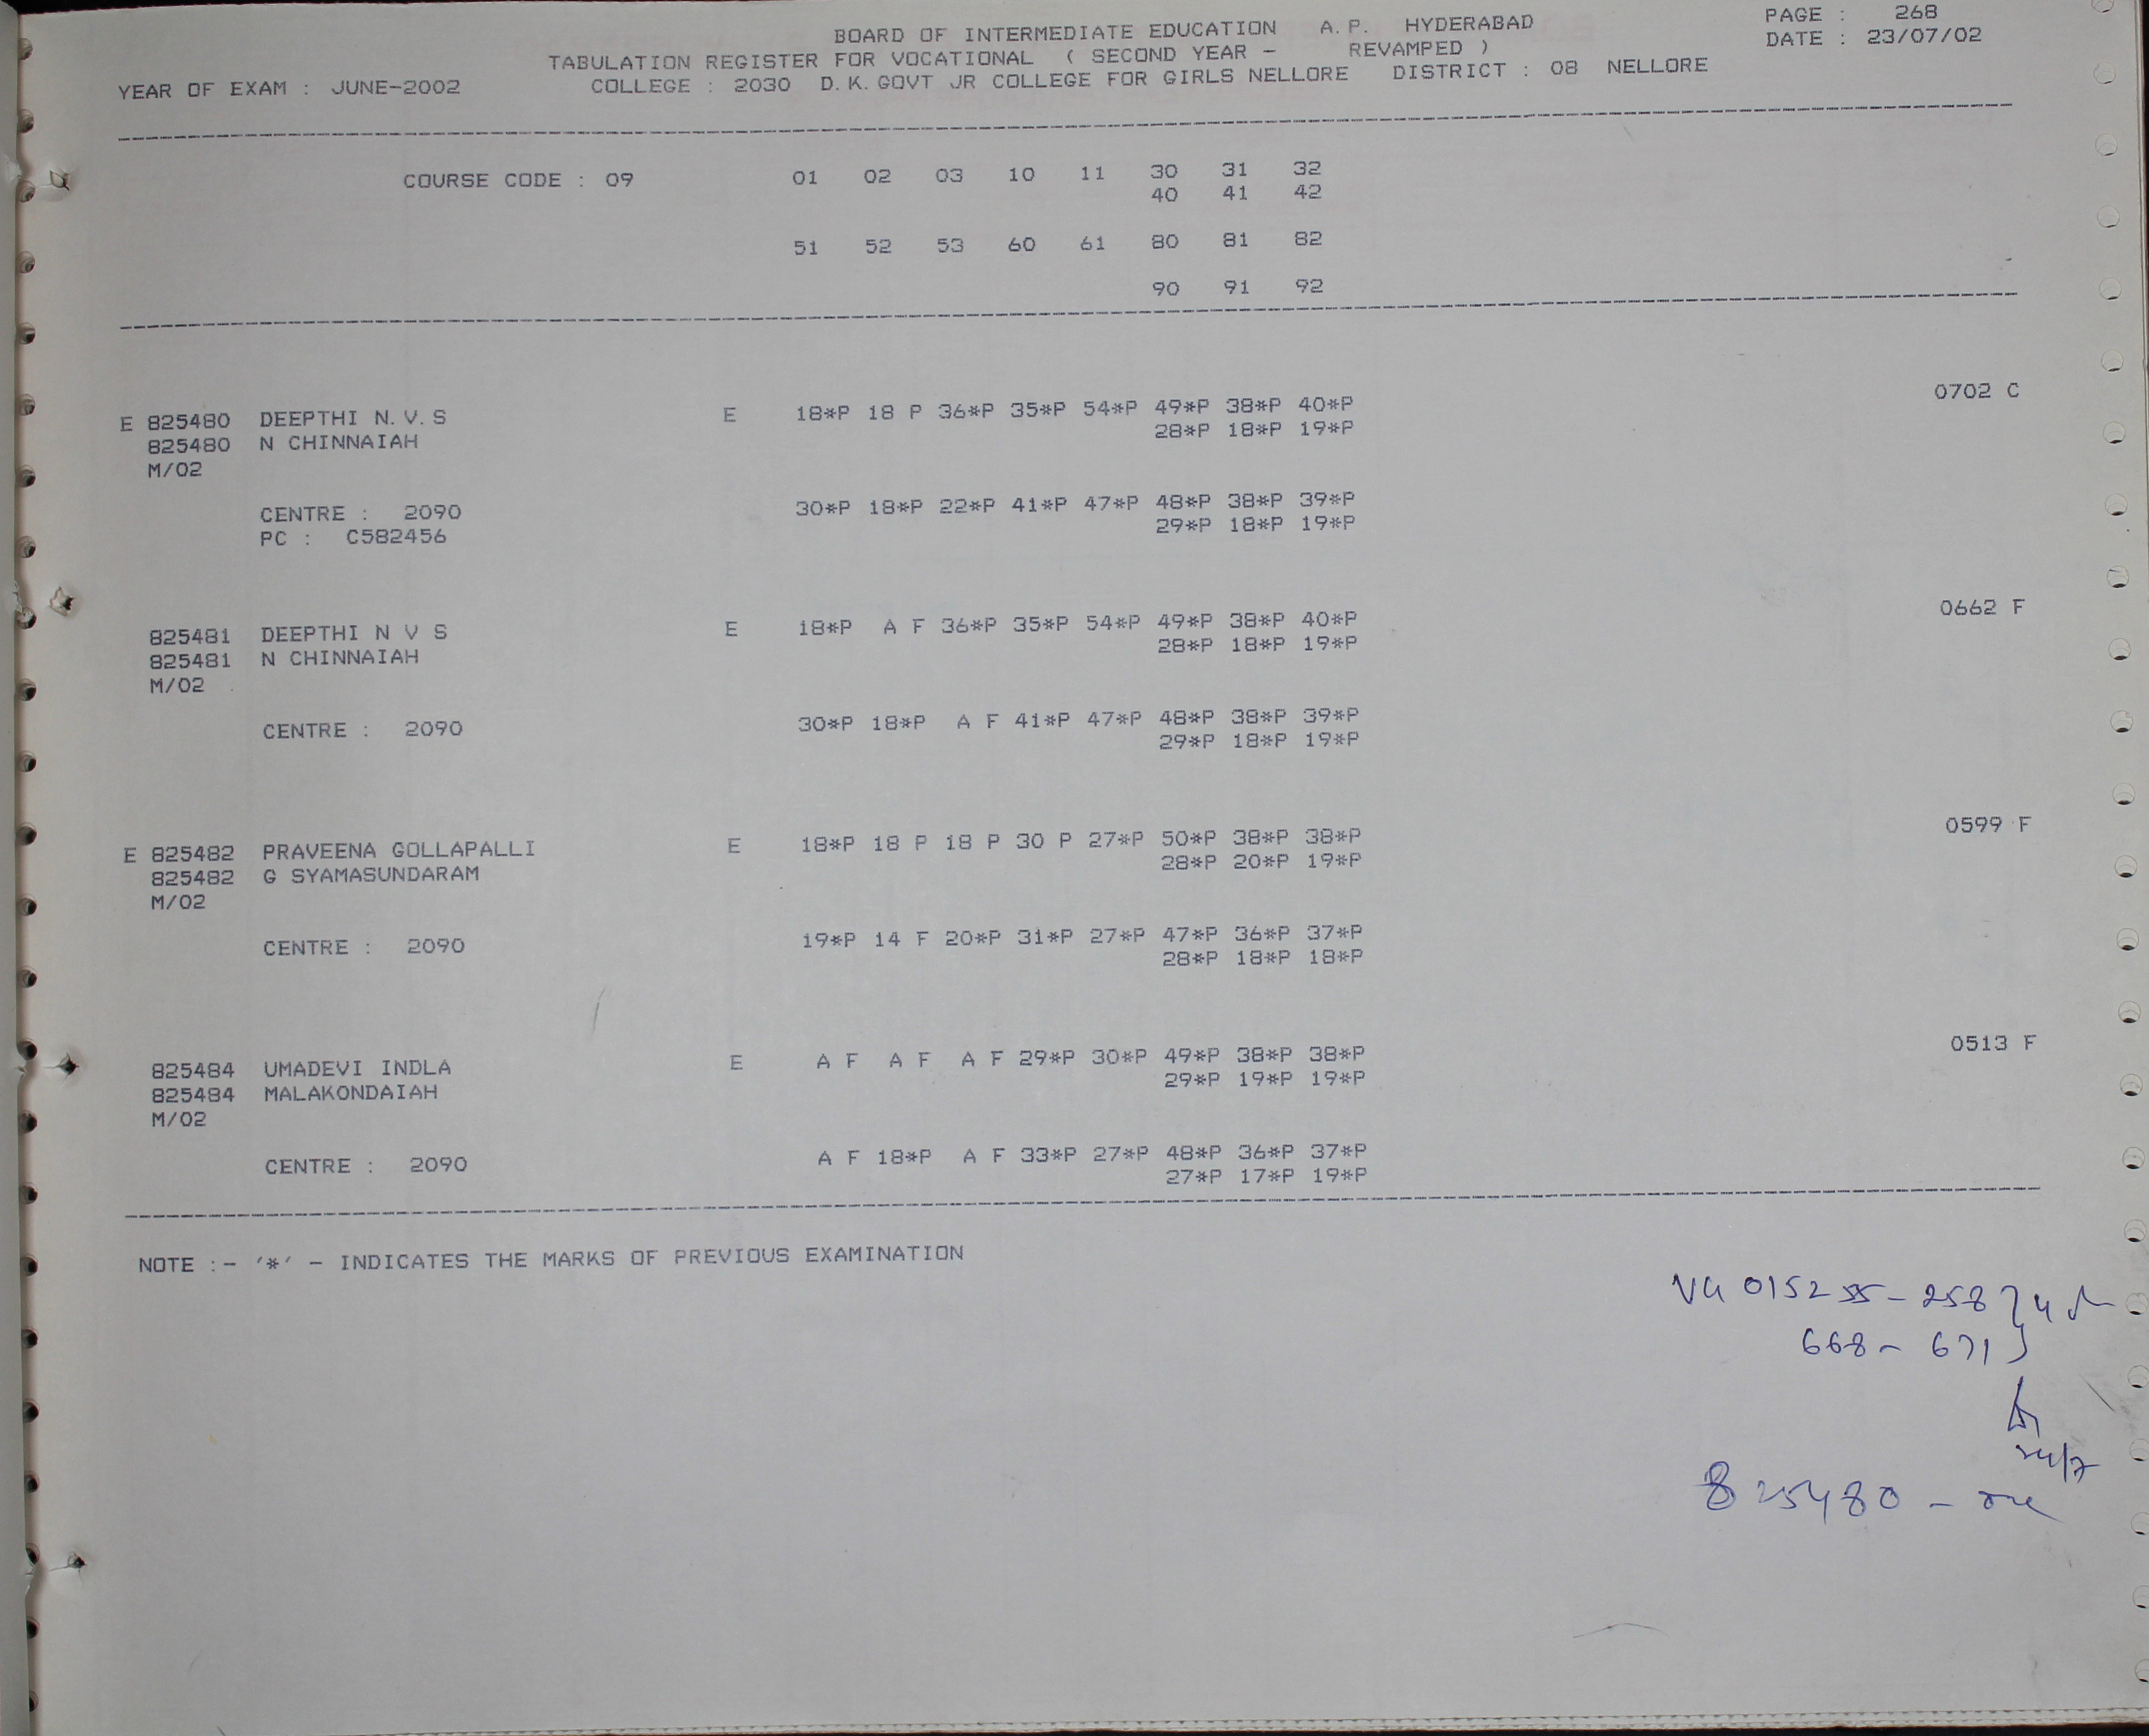 BOARD OF INTERMEDIATE EDUCATION A.P. HYDERABAD PAGE : 268
TABULATION REGISTER FOR VOCATIONAL ( SECOND YEAR - REVAMPED ) DATE : 23/07/02
YEAR OF EXAM : JUNE-2002 COLLEGE : 2030 D.K.GOVT JR COLLEGE FOR GIRLS NELLORE DISTRICT : 08 NELLORE
COURSE CODE : 09 01 02 03 10 11 30 31 32
40 41 42
51 52 53 60 61 80 81 82
90 91 92
E 825480 DEEPTHI N.V.S E 18*P 18 P 36*P 35*P 54*P 49*P 38*P 40*P 0702 C
825480 N CHINNAIAH 28*P 18*P 19*P
M/02
CENTRE : 2090 30*P 18*P 22*P 41*P 47*P 48*P 38*P 39*P
PC : C582456 29*P 18*P 19*P
825481 DEEPTHI N V S E 18*P A F 36*P 35*P 54*P 49*P 38*P 40*P 0662 F
825481 N CHINNAIAH 28*P 18*P 19*P
M/02
CENTRE : 2090 30*P 18*P A F 41*P 47*P 48*P 38*P 39*P
29*P 18*P 19*P
E 825482 PRAVEENA GOLLAPALLI E 18*P 18 P 18 P 30 P 27*P 50*P 38*P 38*P 0599 F
825482 G SYAMASUNDARAM 28*P 20*P 19*P
M/02
CENTRE : 2090 19*P 14 F 20*P 31*P 27*P 47*P 36*P 37*P
28*P 18*P 18*P
825484 UMADEVI INDLA E A F A F A F 29*P 30*P 49*P 38*P 38*P 0513 F
825484 MALAKONDAIAH 29*P 19*P 19*P
M/02
CENTRE : 2090 A F 18*P A F 33*P 27*P 48*P 36*P 37*P
27*P 17*P 19*P
NOTE :- '*' - INDICATES THE MARKS OF PREVIOUS EXAMINATION
015255-258 } 4
668- 671
24/7
825480 -